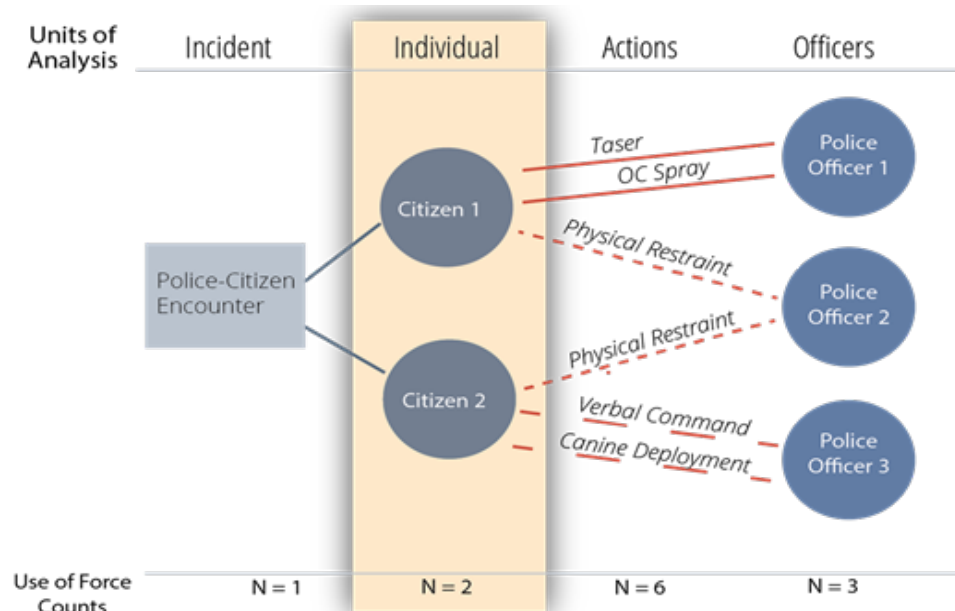 Units of
Analysis
Incident
Individual
Actions
Officers
Taser
OC Spray
Police
Officer 1
Citizen 1
Physical Restraint
Police-Citizen
Encounter
Police
Officer 2
Physical Restraint
Citizen 2
Verbal Command
Canine Deployment
Police
Officer 3
Use of Force
Counts
N = 1
N = 2
N = 6
N = 3